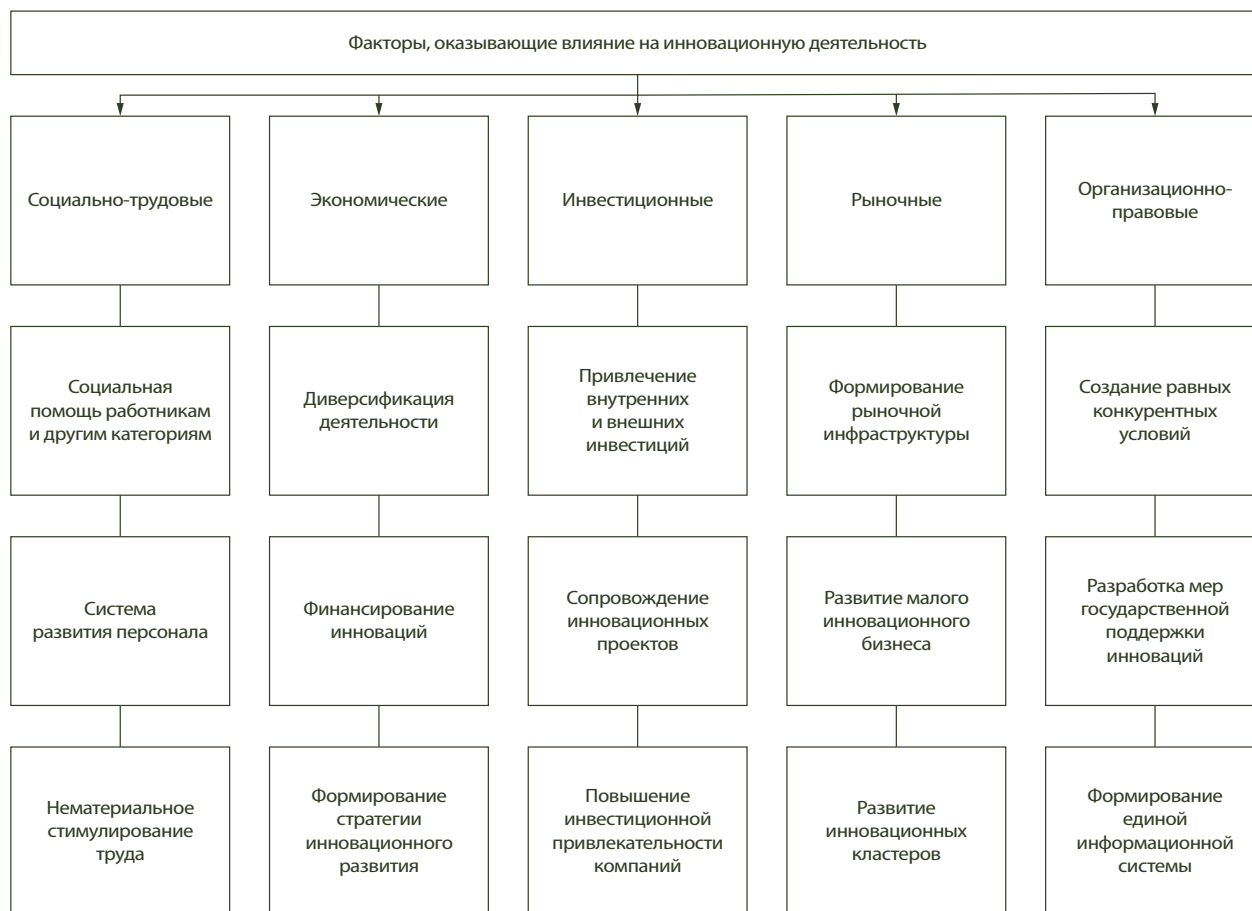 Факторы, оказывающие влияние на инновационную деятельность
Социально-трудовые
Экономические
Инвестиционные
Рыночные
Организационно-
правовые
Социальная
помощь работникам
и другим категориям
Диверсификация
деятельности
Привлечение
внутренних
и внешних
инвестиций
Формирование
рыночной
инфраструктуры
Создание равных
конкурентных
условий
Система
развития персонала
Финансирование
инноваций
Сопровождение
инновационных
проектов
Развитие малого
инновационного
бизнеса
Разработка мер
государственной
поддержки
инноваций
Нематериальное
стимулирование
труда
Формирование
стратегии
инновационного
развития
Повышение
инвестиционной
привлекательности
компаний
Развитие
инновационных
кластеров
Формирование
единой
информационной
системы